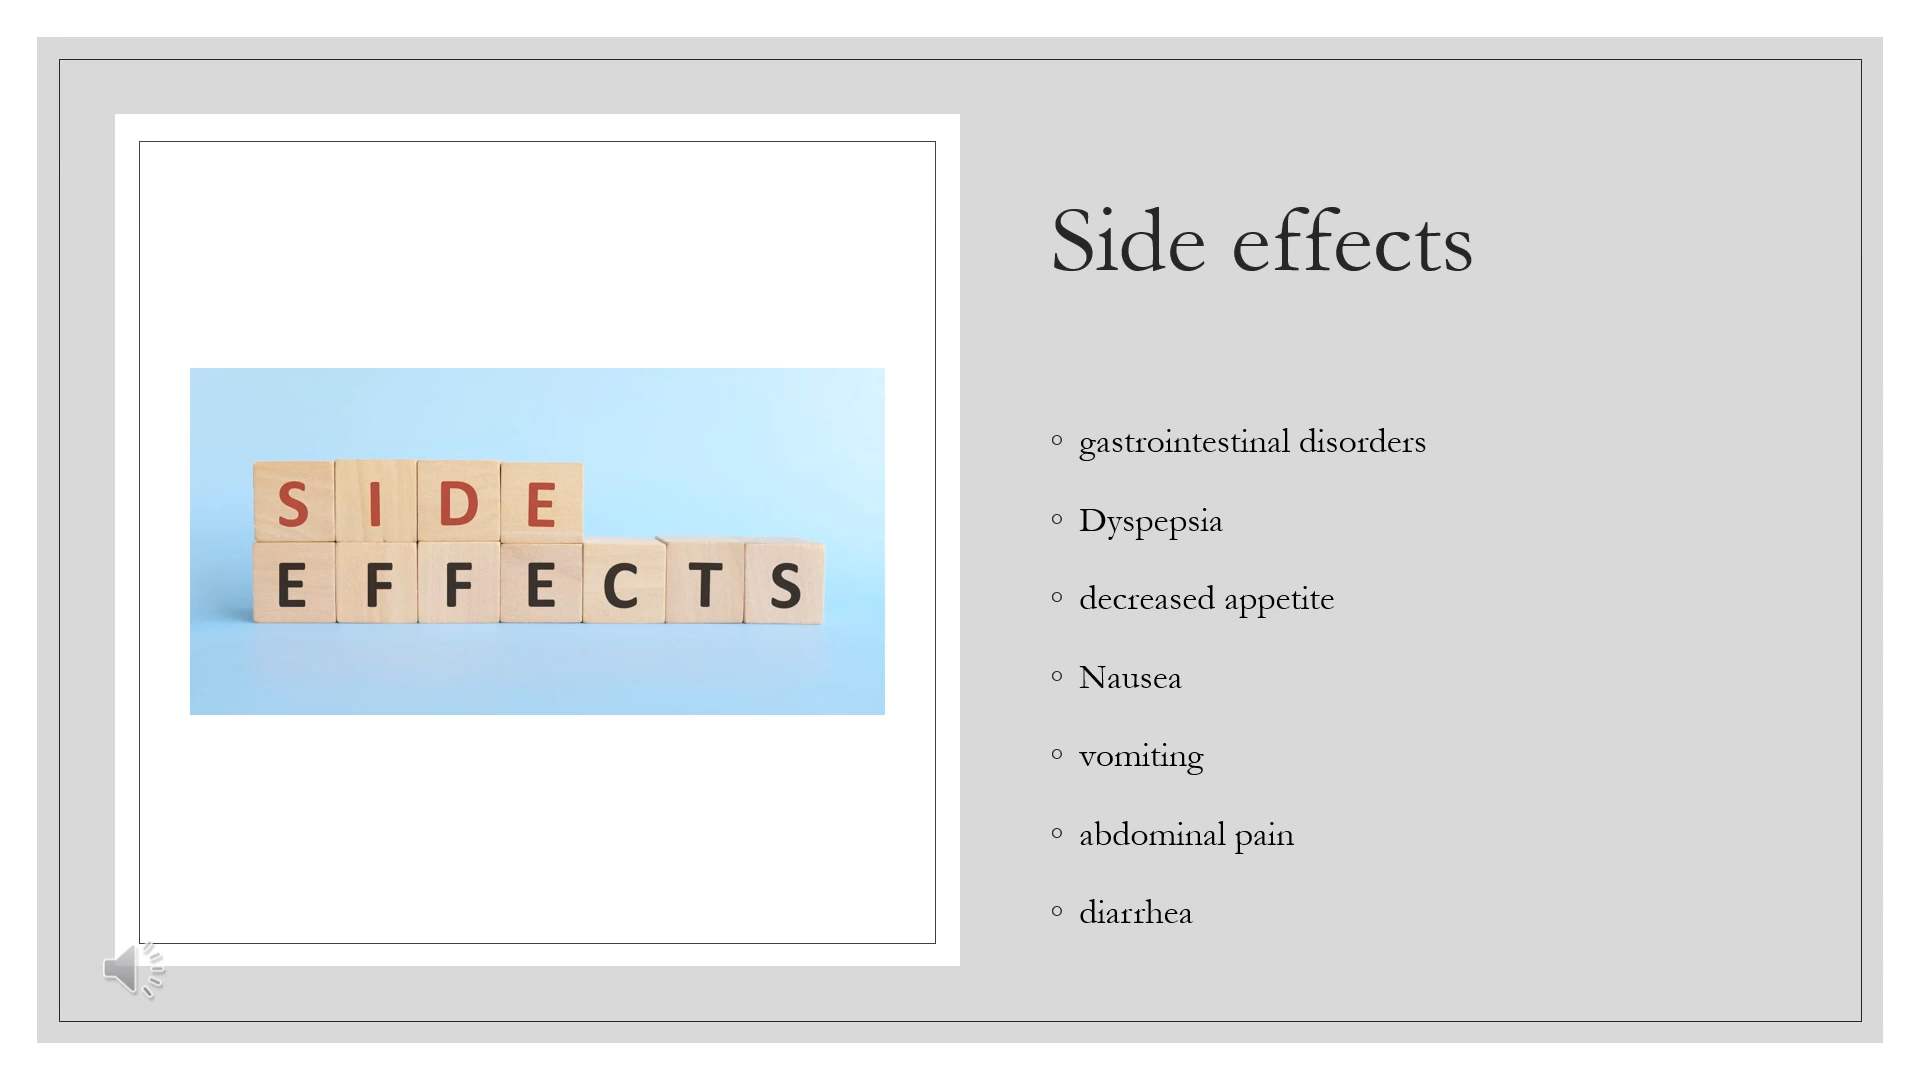 SIDE
EFFECTS
Side effects
gastrointestinal disorders
Dyspepsia
decreased appetite
Nausea
vomiting
abdominal pain
diarrhea